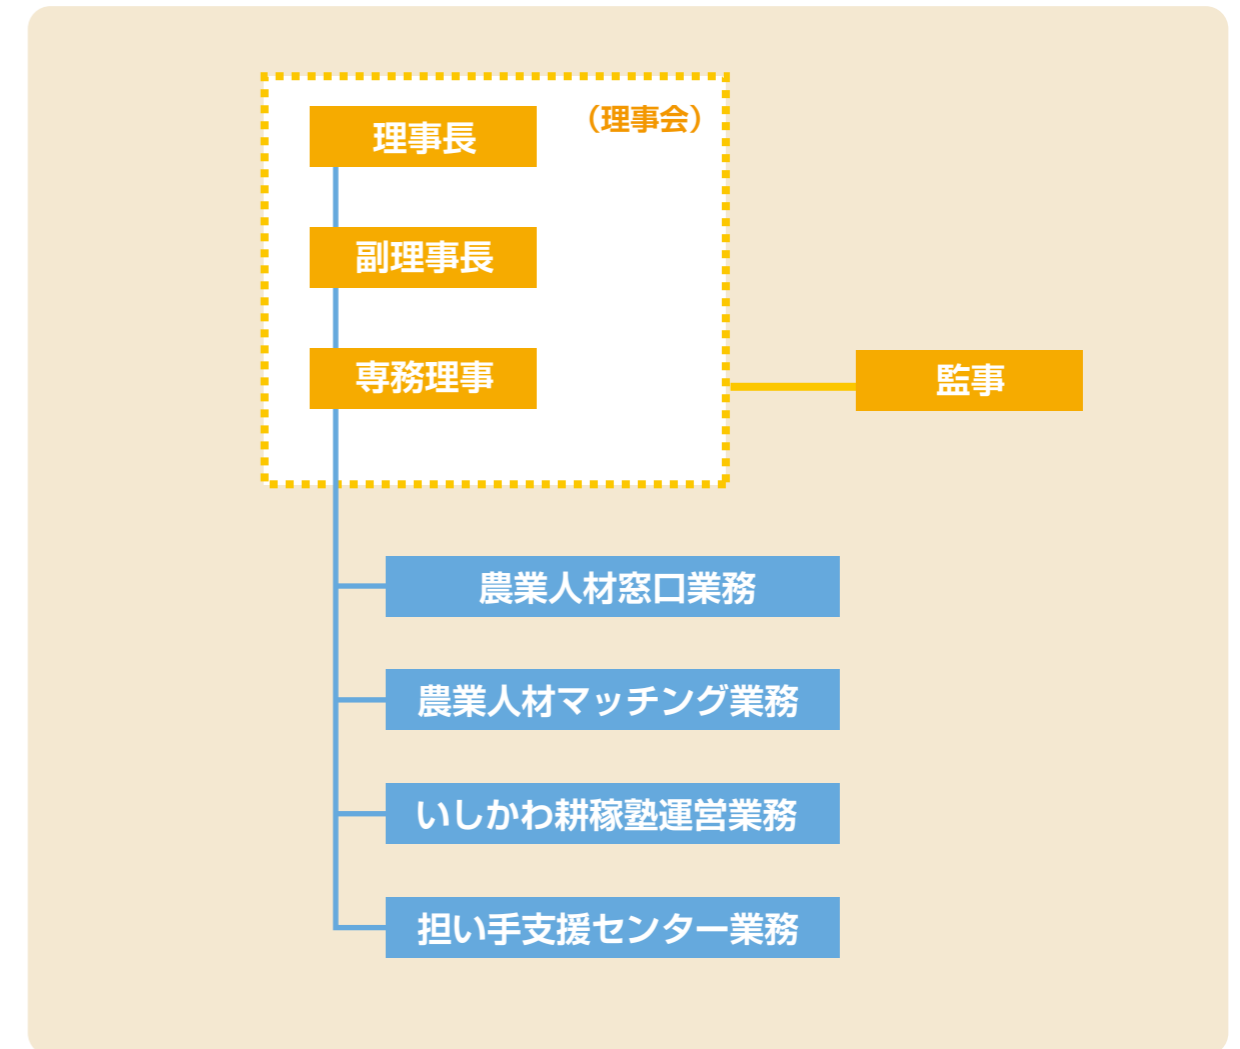 理事長
（理事会）
副理事長
専務理事
監事
農業人材窓口業務
農業人材マッチング業務
いしかわ耕稼塾運営業務
担い手支援センター業務